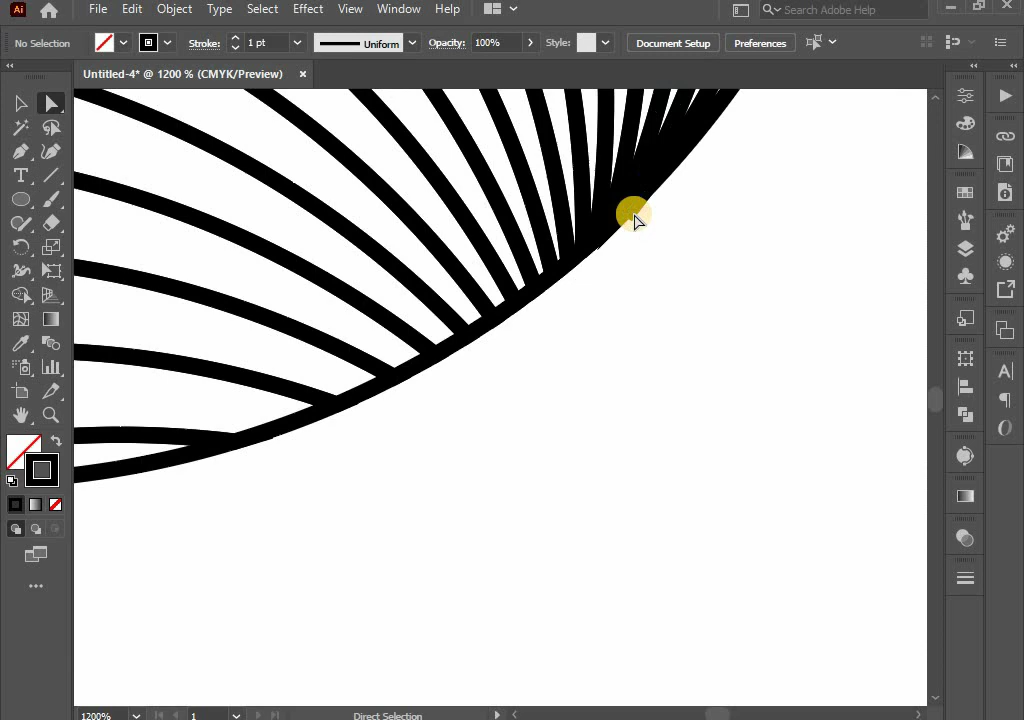 Ai File Edit Object Type Select Effect View Window Help Search Adobe Help
No Selection Stroke: 1 pt Uniform Opacity: 100% Style: Document Setup Preferences
Untitled-4* @ 1200 % (CMYK/Preview) ×
1200% 1 Direct Selection